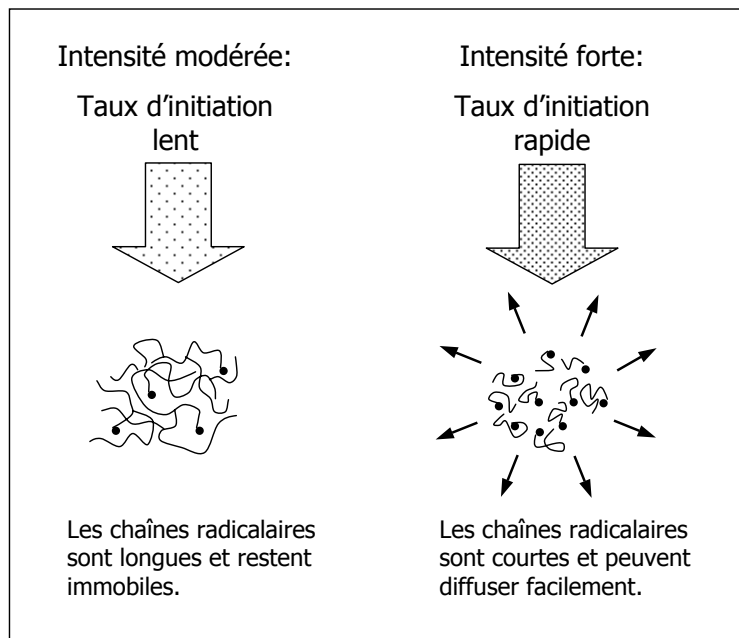 Intensité modérée:
Taux d’initiation
lent
Les chaînes radicalaires
sont longues et restent
immobiles.
Intensité forte:
Taux d’initiation
rapide
Les chaînes radicalaires
sont courtes et peuvent
diffuser facilement.